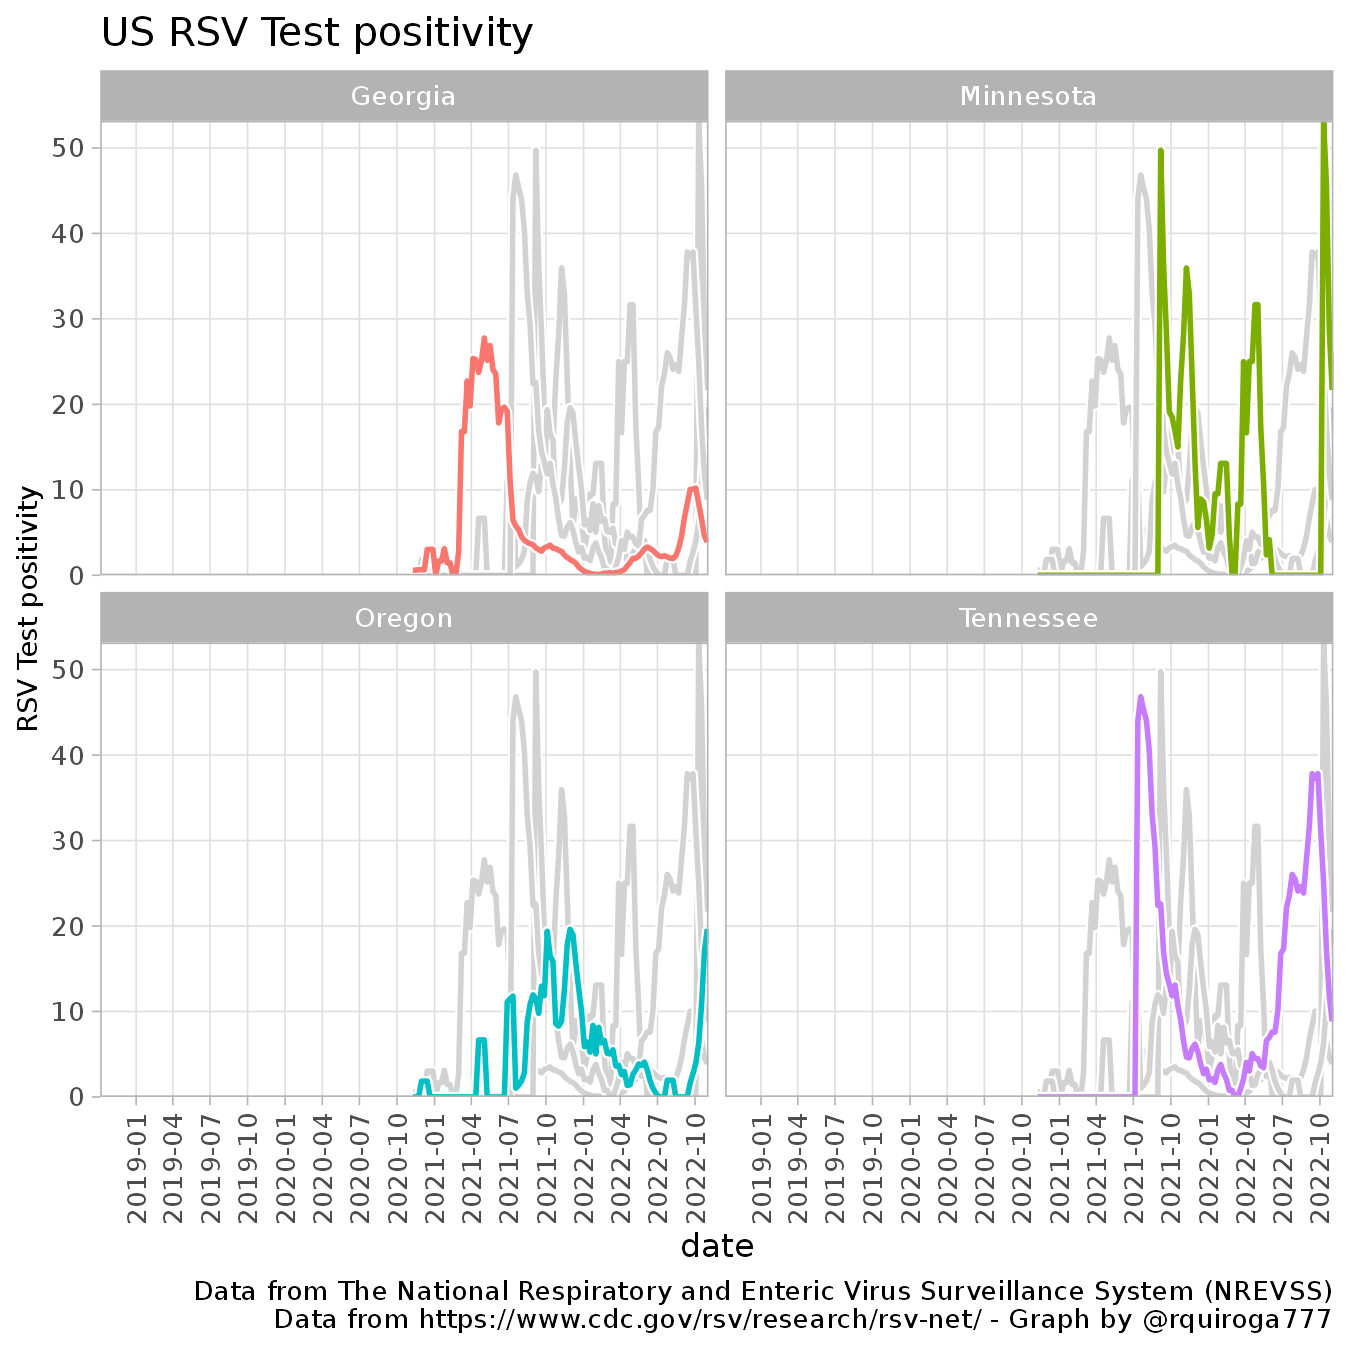 US RSV Test positivity
Georgia
Minnesota
50
40
30
20
10
0
Oregon
Tennessee
50
40
30
20
10
0
RSV Test positivity
2019-01 2019-04 2019-07 2019-10 2020-01 2020-04 2020-07 2020-10 2021-01 2021-04 2021-07 2021-10 2022-01 2022-04 2022-07 2022-10
2019-01 2019-04 2019-07 2019-10 2020-01 2020-04 2020-07 2020-10 2021-01 2021-04 2021-07 2021-10 2022-01 2022-04 2022-07 2022-10
date
Data from The National Respiratory and Enteric Virus Surveillance System (NREVSS)
Data from https://www.cdc.gov/rsv/research/rsv-net/ - Graph by @rquiroga777